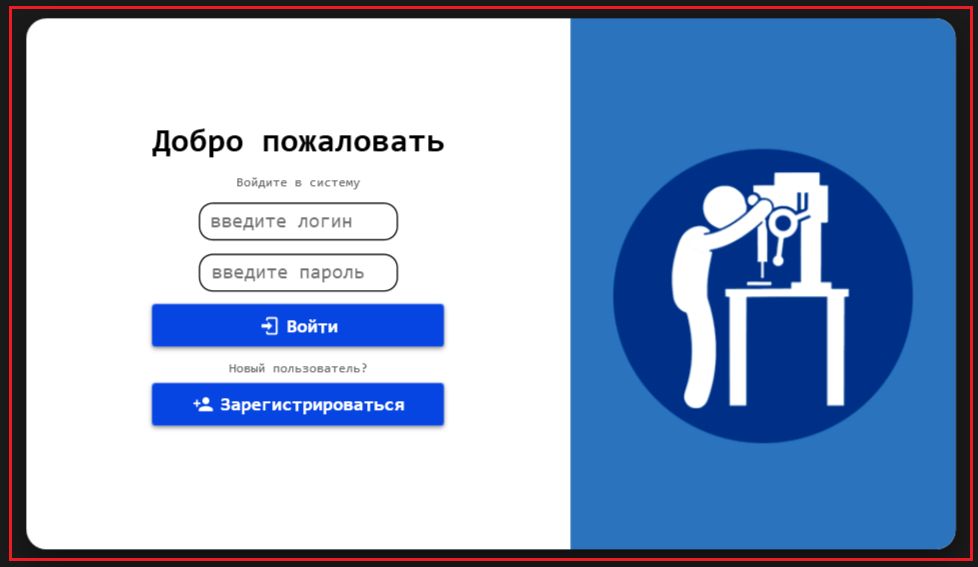 Добро пожаловать
Войдите в систему
введите логин
введите пароль
Войти
Новый пользователь?
Зарегистрироваться